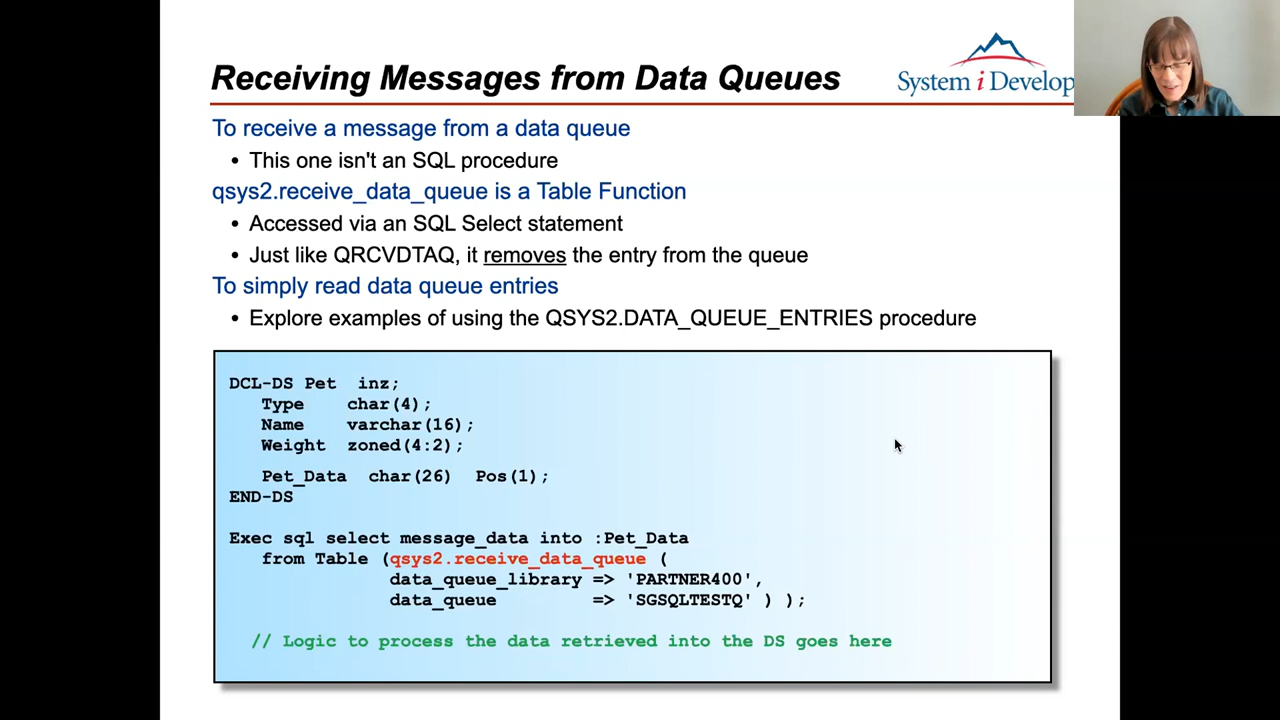 Receiving Messages from Data Queues
System i Develop
To receive a message from a data queue
• This one isn't an SQL procedure
qsys2.receive_data_queue is a Table Function
• Accessed via an SQL Select statement
• Just like QRCVDTAQ, it removes the entry from the queue
To simply read data queue entries
• Explore examples of using the QSYS2.DATA_QUEUE_ENTRIES procedure
DCL-DS Pet inz;
Type char(4);
Name varchar(16);
Weight zoned(4:2);
Pet_Data char(26) Pos(1);
END-DS
Exec sql select message_data into :Pet_Data
from Table (qsys2.receive_data_queue (
data_queue_library => 'PARTNER400',
data_queue => 'SGSQLTESTQ' ) );
// Logic to process the data retrieved into the DS goes here